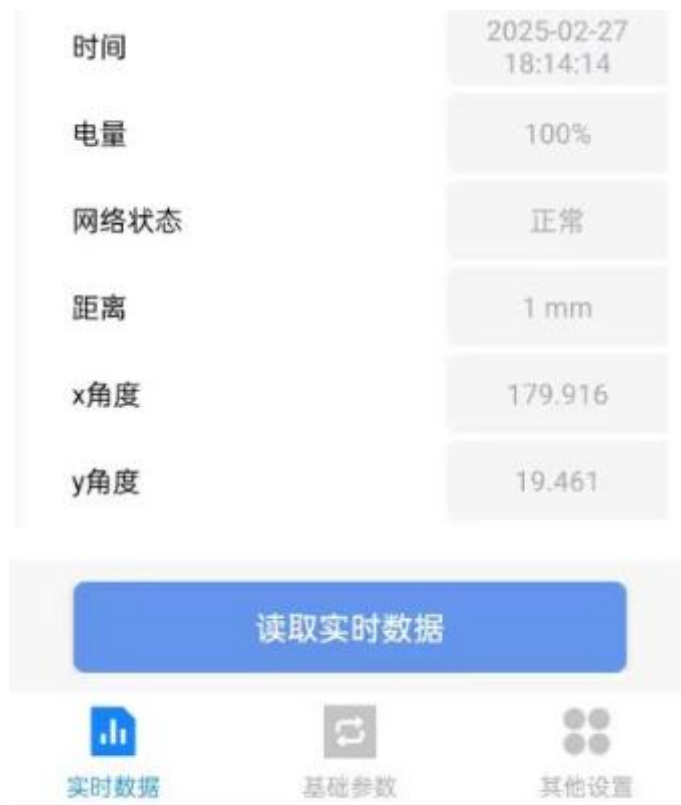 时间
2025-02-27
18:14:14
电量
100%
网络状态
正常
距离
1 mm
x角度
179.916
y角度
19.461
读取实时数据
实时数据
基础参数
其他设置